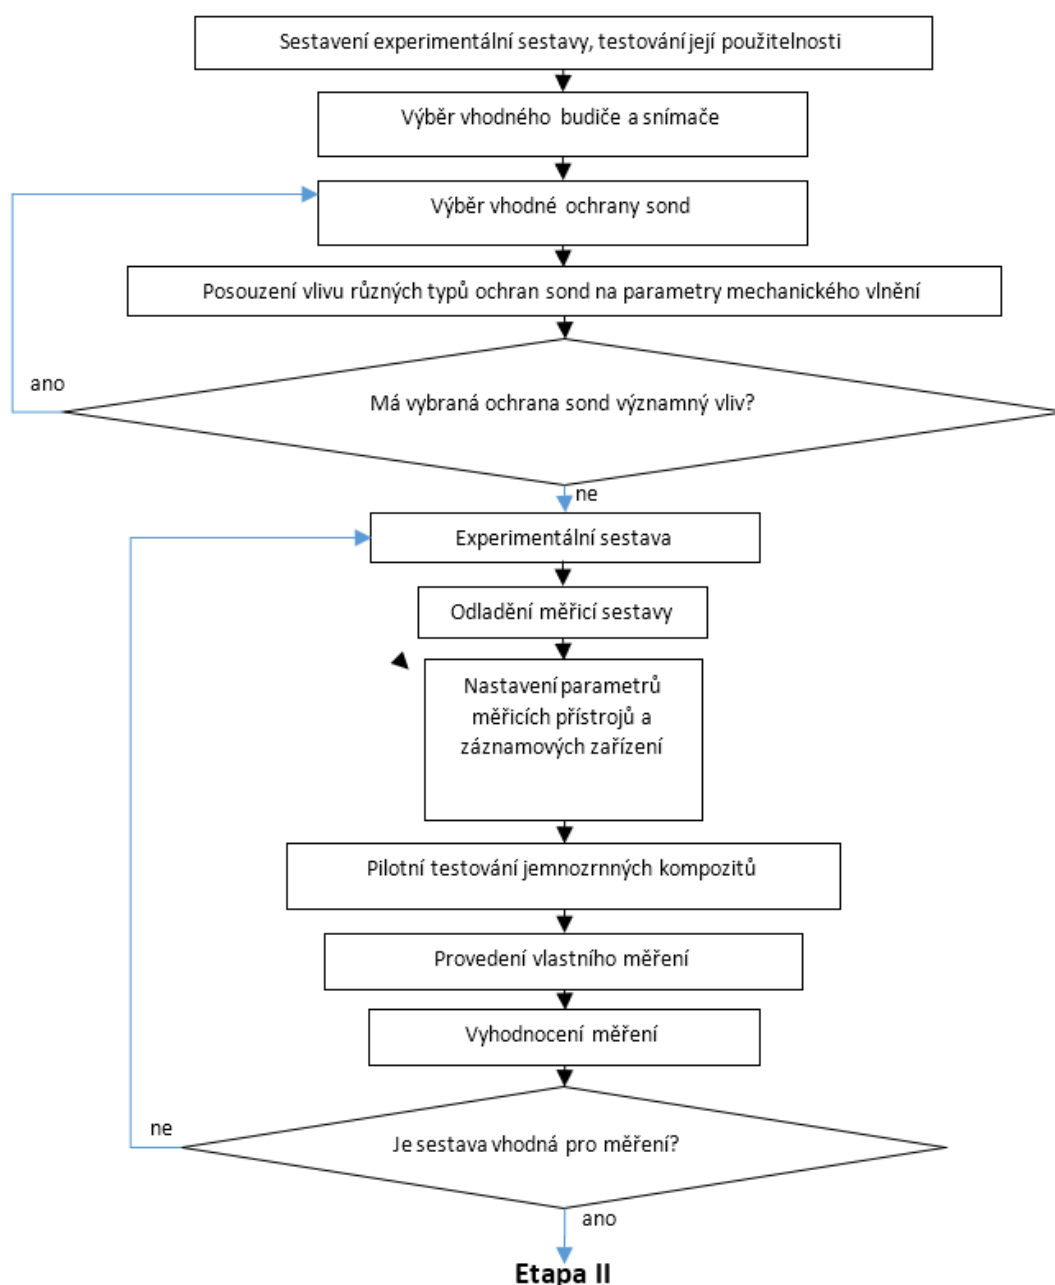 Sestavení experimentální sestavy, testování její použitelnosti
Výběr vhodného budiče a snímače
Výběr vhodné ochrany sond
Posouzení vlivu různých typů ochran sond na parametry mechanického vlnění
ano
Má vybraná ochrana sond významný vliv?
ne
Experimentální sestava
Odladění měřicí sestavy
Nastavení parametrů
měřicích přístrojů a
záznamových zařízení
Pilotní testování jemnozrnných kompozitů
Provedení vlastního měření
Vyhodnocení měření
ne
Je sestava vhodná pro měření?
ano
Etapa II